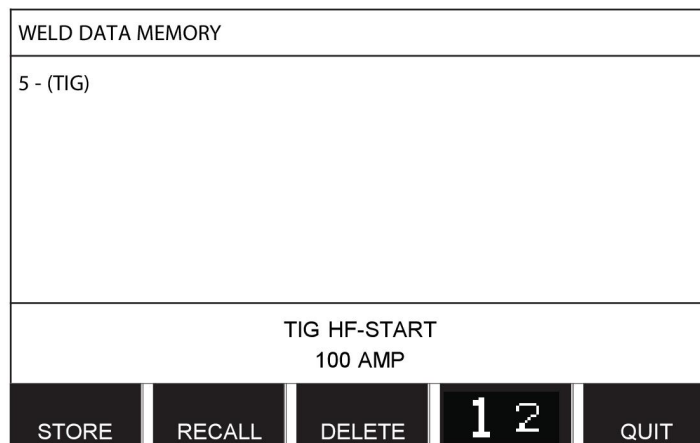 WELD DATA MEMORY
5 - (TIG)
TIG HF-START
100 AMP
STORE RECALL DELETE 1 2 QUIT